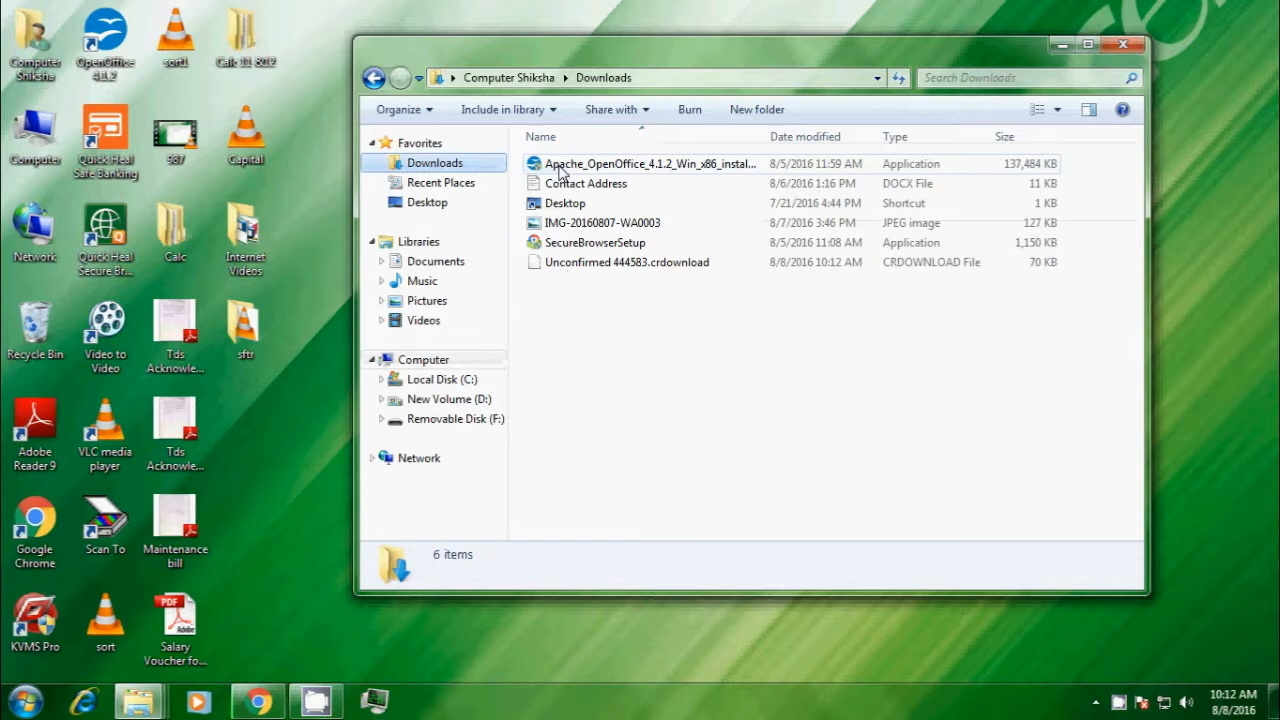 Computer Shiksha
OpenOffice 4.1.2
sort1
Calc 11 8012
Computer
Quick Heal Safe Banking
987
Capital
Network
Quick Heal Secure Br...
Calc
Internet Videos
Recycle Bin
Video to Video
Tds Acknowle...
sftr
Adobe Reader 9
VLC media player
Tds Acknowle...
Google Chrome
Scan To
Maintenance bill
KVMS Pro
sort
PDF
Adobe
Salary Voucher fo...
Computer Shiksha Downloads
Search Downloads
Organize Include in library Share with Burn New folder
Favorites
Downloads
Recent Places
Desktop
Libraries
Documents
Music
Pictures
Videos
Computer
Local Disk (C:)
New Volume (D:)
Removable Disk (F:)
Network
Name Date modified Type Size
Apache_OpenOffice_4.1.2_Win_x86_instal... 8/5/2016 11:59 AM Application 137,484 KB
Contact Address 8/6/2016 1:16 PM DOCX File 11 KB
Desktop 7/21/2016 4:44 PM Shortcut 1 KB
IMG-20160807-WA0003 8/7/2016 3:46 PM JPEG image 127 KB
SecureBrowserSetup 8/5/2016 11:08 AM Application 1,150 KB
Unconfirmed 444583.crdownload 8/8/2016 10:12 AM CRDOWNLOAD File 70 KB
6 items
10:12 AM
8/8/2016